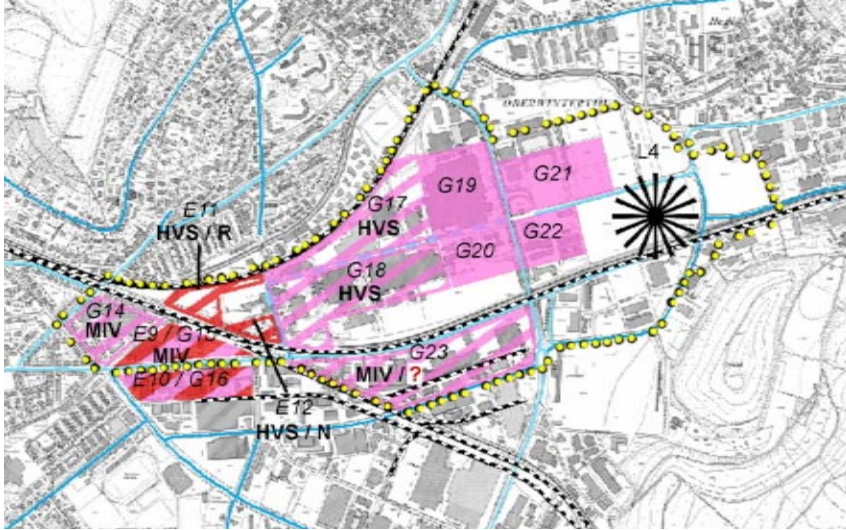 OBERWINTERTHUR
L4
G19
G21
G17
HVS
E11
HVS / R
G22
G20
G18
HVS
G14
MIV
E9 / G15
MIV
G23
MIV / ?
E10 / G16
E12
HVS / N